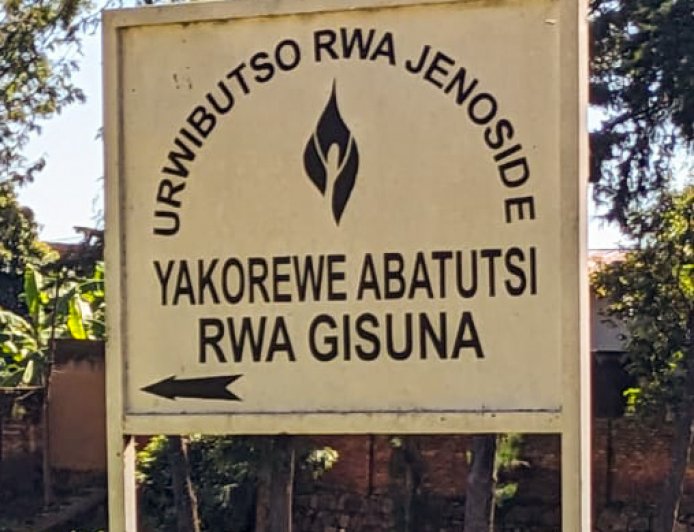 URWIBUTSO RWA JENOSIDE
YAKOREWE ABATUTSI
RWA GISUNA